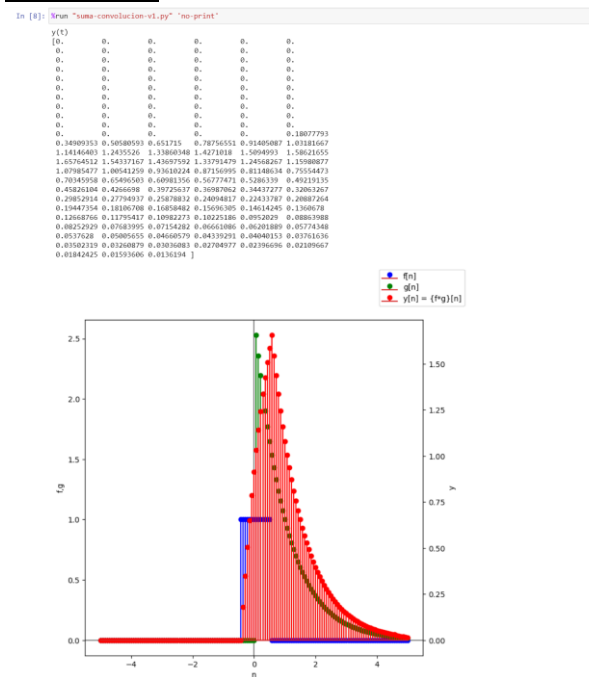 In [8]: %run "suma-convolucion-v1.py" 'no-print'
y(t)
[0. 0. 0. 0. 0.
0. 0. 0. 0. 0.
0. 0. 0. 0. 0.
0. 0. 0. 0. 0.
0. 0. 0. 0. 0.
0. 0. 0. 0. 0.
0. 0. 0. 0. 0.
0. 0. 0. 0. 0.
0. 0. 0. 0. 0.
0. 0. 0. 0. 0.
0. 0. 0. 0. 0. 0.18077793
0.34909353 0.50580593 0.651715 0.78756551 0.91405087 1.03181667
1.14146403 1.2435526 1.33860348 1.4271018 1.5094993 1.58621655
1.65764512 1.54337167 1.43697592 1.33791479 1.24568267 1.15980877
1.07985477 1.00541259 0.93610224 0.87156995 0.81148634 0.75554473
0.70345958 0.65496503 0.60981356 0.56777471 0.5286339 0.49219135
0.45826104 0.4266698 0.39725637 0.36987062 0.34437277 0.32063267
0.29852914 0.27794937 0.25878832 0.24094817 0.22433787 0.20887264
0.19447354 0.18106708 0.16858482 0.15696305 0.14614245 0.1360678
0.12668766 0.11795417 0.10982273 0.10225186 0.0952029 0.08863988
0.08252929 0.07683995 0.07154282 0.06661086 0.06201889 0.05774348
0.0537628 0.05005655 0.04660579 0.04339291 0.04040153 0.03761636
0.03502319 0.03260879 0.03036083 0.02704977 0.02396696 0.02109667
0.01842425 0.01593606 0.0136194 ]
f[n]
g[n]
y[n] = {f*g}[n]
2.5
2.0
1.5
1.0
0.5
0.0
f,g
1.50
1.25
1.00
0.75
0.50
0.25
0.00
y
−4 −2 0 2 4
n